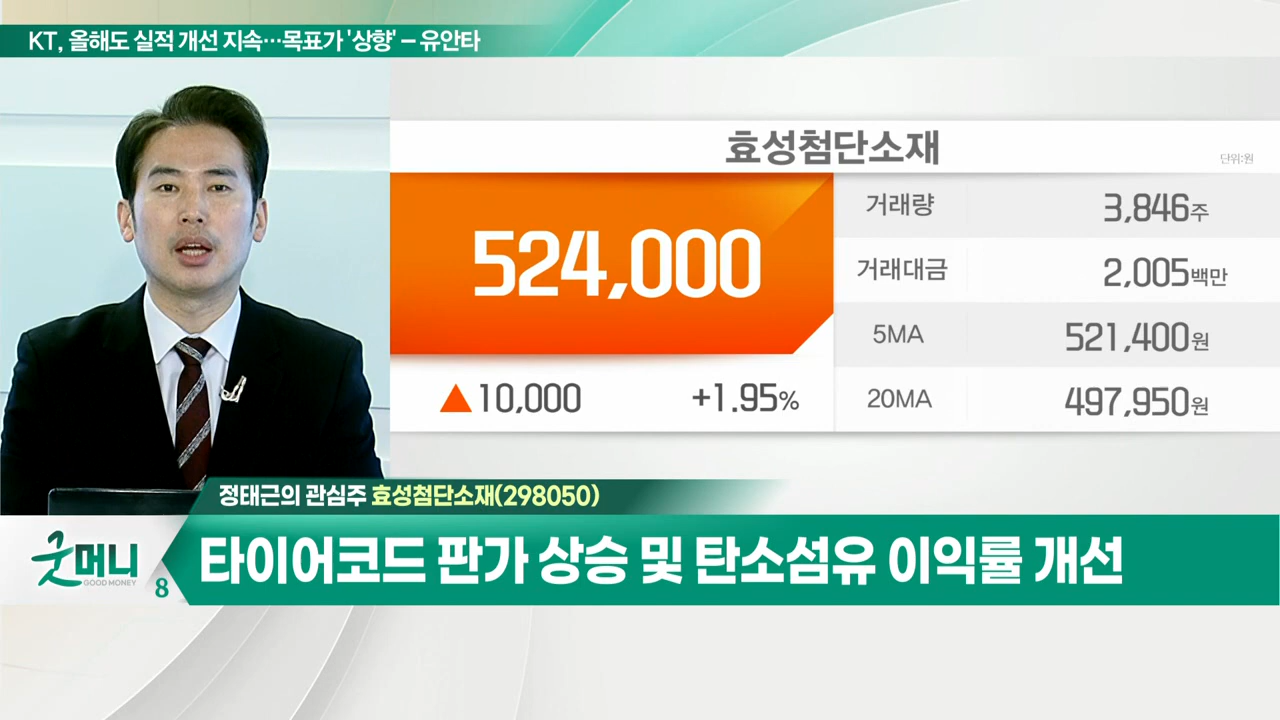 KT, 올해도 실적 개선 지속…목표가 '상향' – 유안타
효성첨단소재
단위:원
524,000
▲10,000 +1.95%
거래량 3,846주
거래대금 2,005백만
5MA 521,400원
20MA 497,950원
정태근의 관심주 효성첨단소재(298050)
굿머니
GOOD MONEY
8
타이어코드 판가 상승 및 탄소섬유 이익률 개선